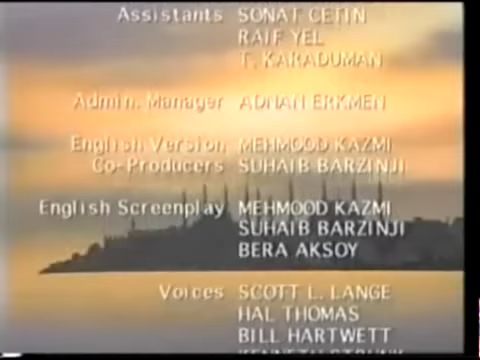 Assistants SONAT CETIN
RAIF YEL
T. KARADUMAN
Admin. Manager ADNAN ERKMEN
English Version MEHMOOD KAZMI
Co-Producers SUHAIB BARZINJI
English Screenplay MEHMOOD KAZMI
SUHAIB BARZINJI
BERA AKSOY
Voices SCOTT L. LANGE
HAL THOMAS
BILL HARTWETT